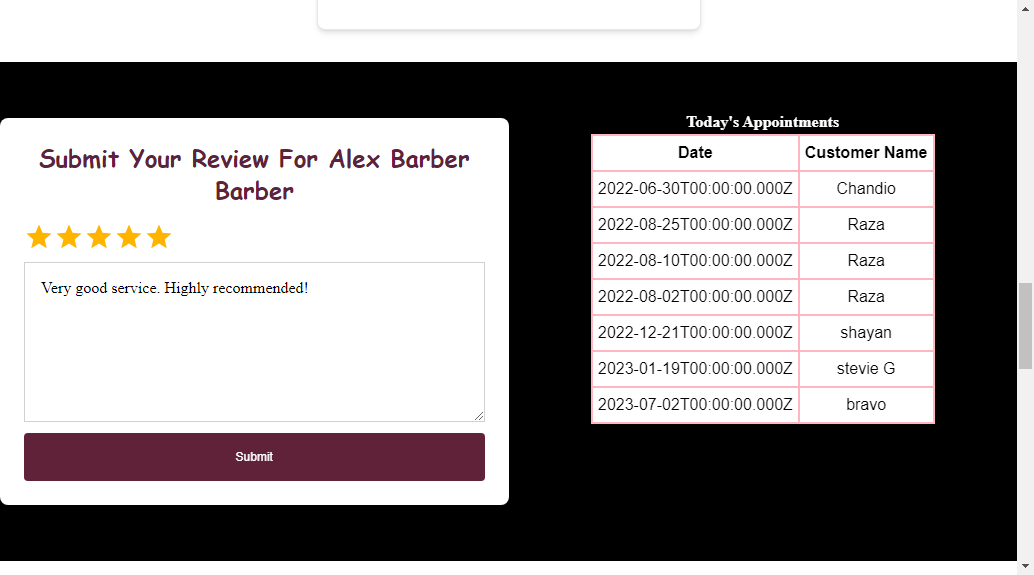 Submit Your Review For Alex Barber
Barber
Very good service. Highly recommended!
Submit
Today's Appointments
Date Customer Name
2022-06-30T00:00:00.000Z Chandio
2022-08-25T00:00:00.000Z Raza
2022-08-10T00:00:00.000Z Raza
2022-08-02T00:00:00.000Z Raza
2022-12-21T00:00:00.000Z shayan
2023-01-19T00:00:00.000Z stevie G
2023-07-02T00:00:00.000Z bravo